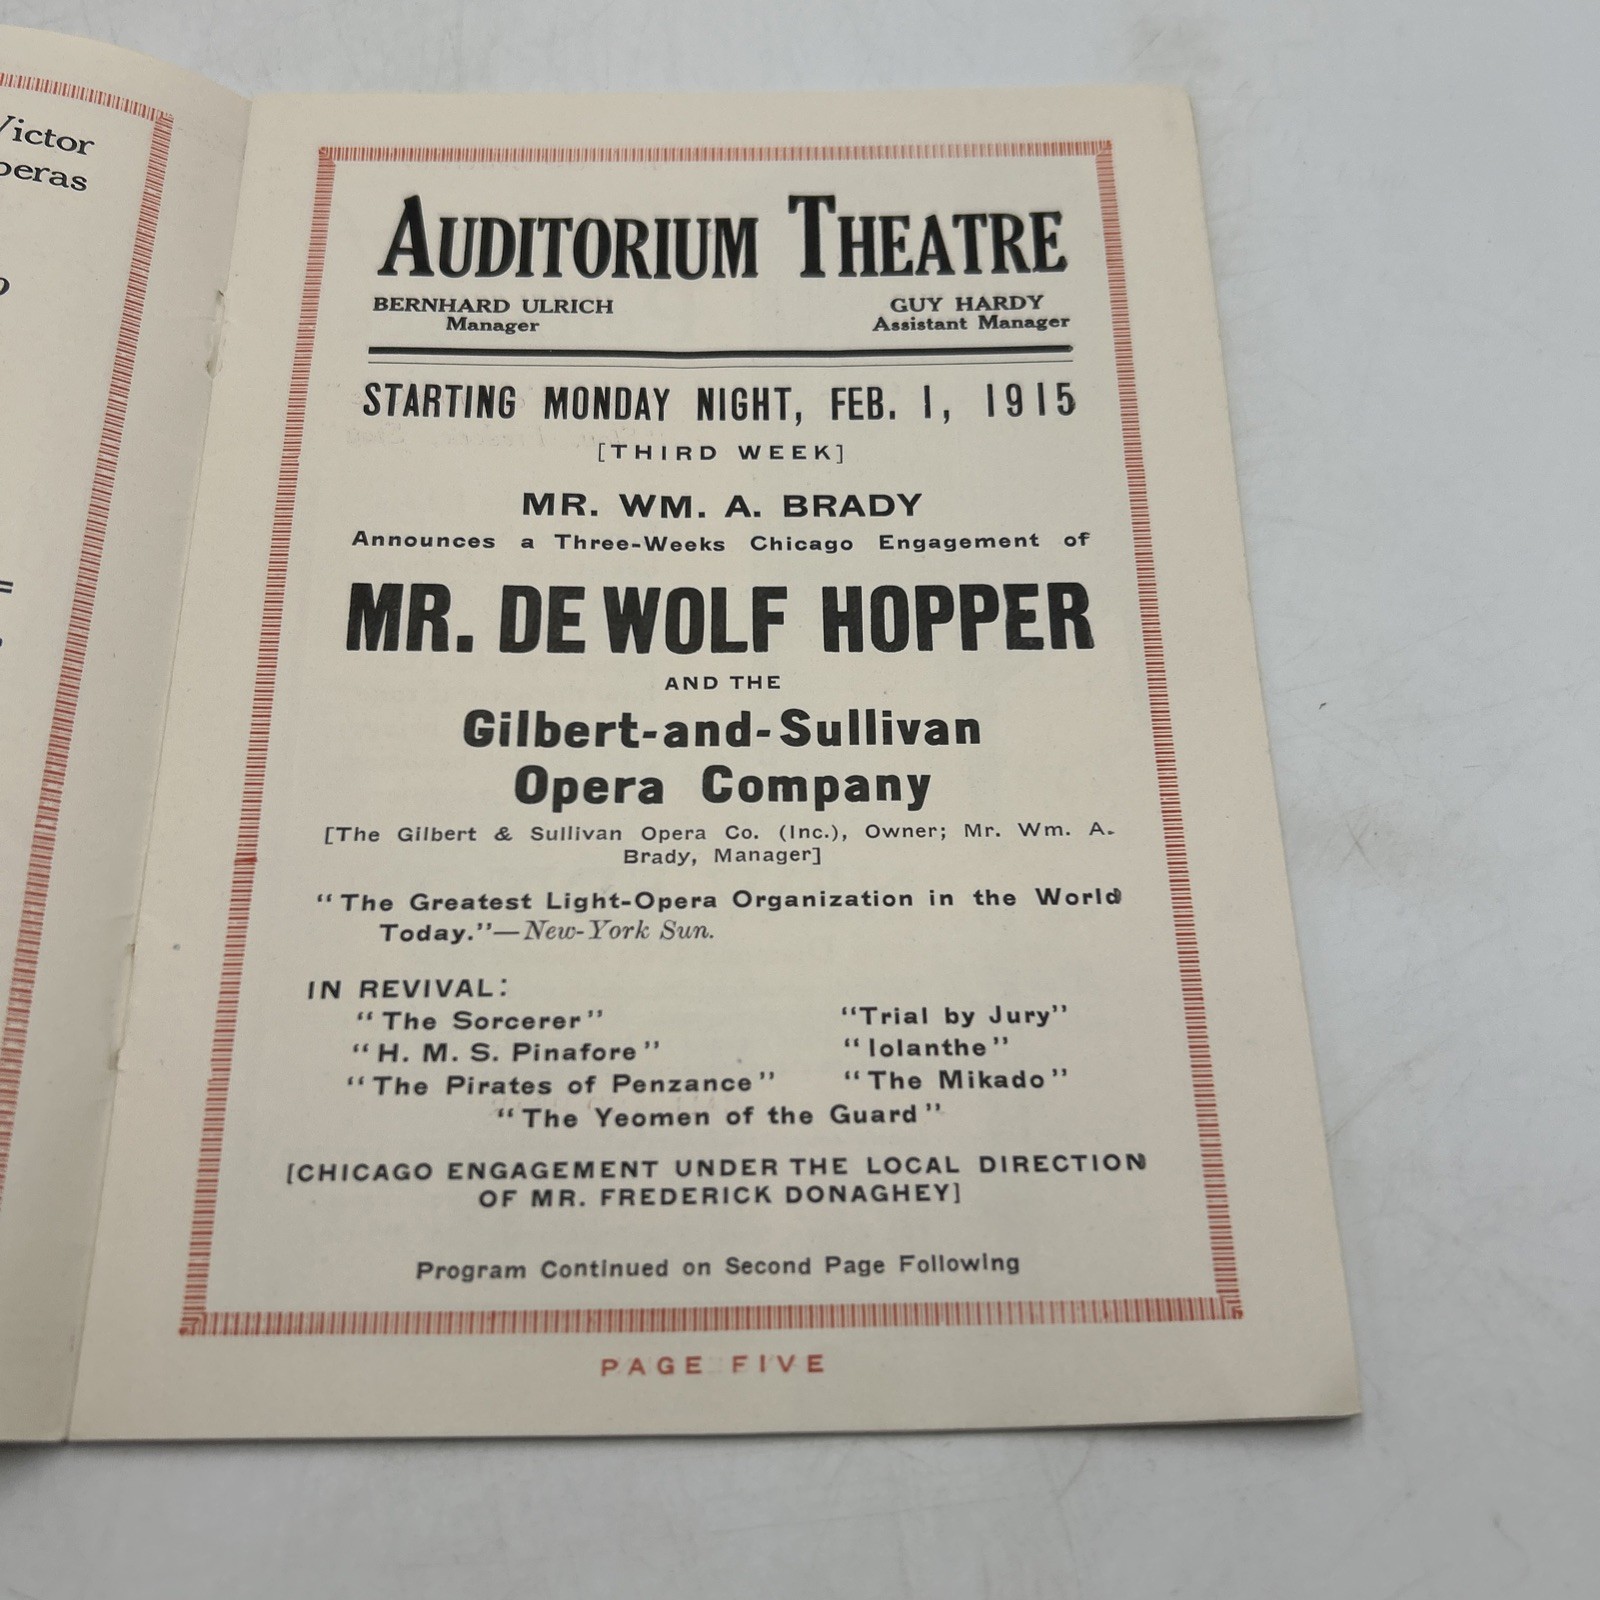 Victor
AUDITORIUM THEATRE
BERNHARD ULRICH
Manager
GUY HARDY
Assistant Manager
STARTING MONDAY NIGHT, FEB. 1, 1915
[THIRD WEEK]
MR. WM. A. BRADY
Announces a Three-Weeks Chicago Engagement of
MR. DE WOLF HOPPER
AND THE
Gilbert-and-Sullivan
Opera Company
[The Gilbert & Sullivan Opera Co. (Inc.), Owner; Mr. Wm. A.
Brady, Manager]
"The Greatest Light-Opera Organization in the World
Today."—New-York Sun.
IN REVIVAL:
"The Sorcerer" "Trial by Jury"
"H. M. S. Pinafore" "Iolanthe"
"The Pirates of Penzance" "The Mikado"
"The Yeomen of the Guard"
[CHICAGO ENGAGEMENT UNDER THE LOCAL DIRECTION
OF MR. FREDERICK DONAGHEY]
Program Continued on Second Page Following
PAGE FIVE